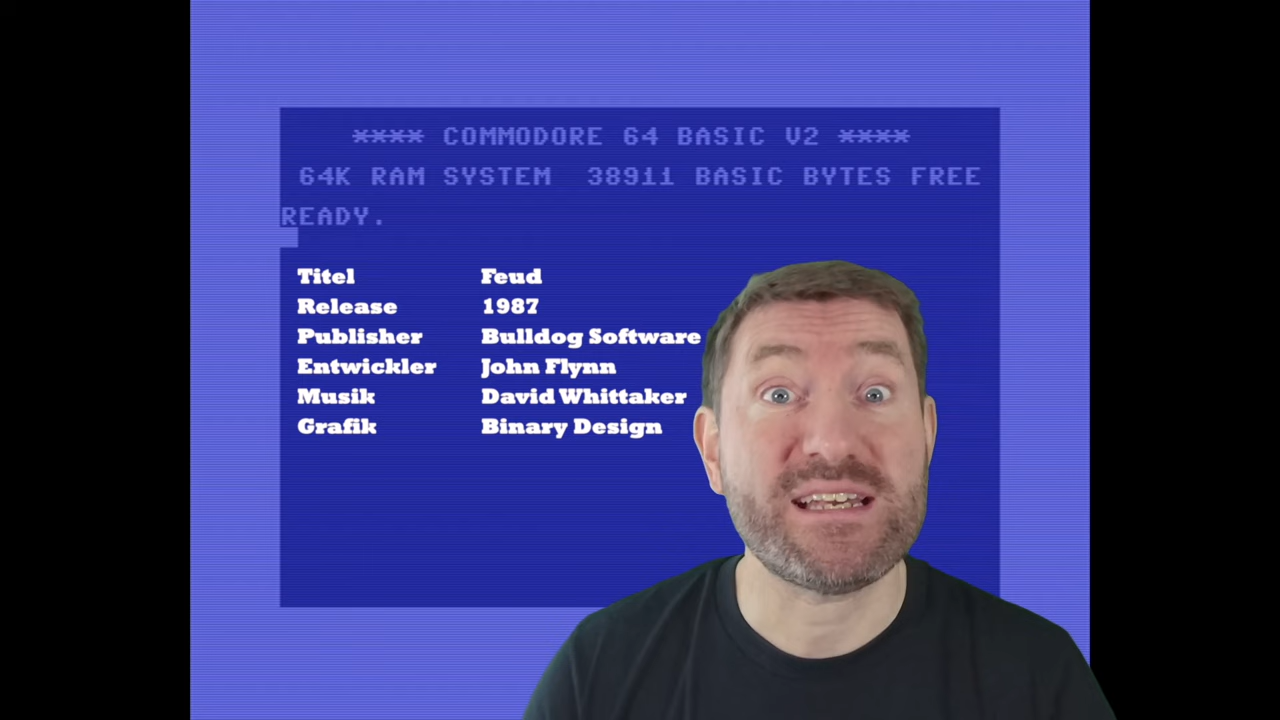 **** COMMODORE 64 BASIC V2 ****
64K RAM SYSTEM 38911 BASIC BYTES FREE
READY.
Titel Feud
Release 1987
Publisher Bulldog Software
Entwickler John Flynn
Musik David Whittaker
Grafik Binary Design